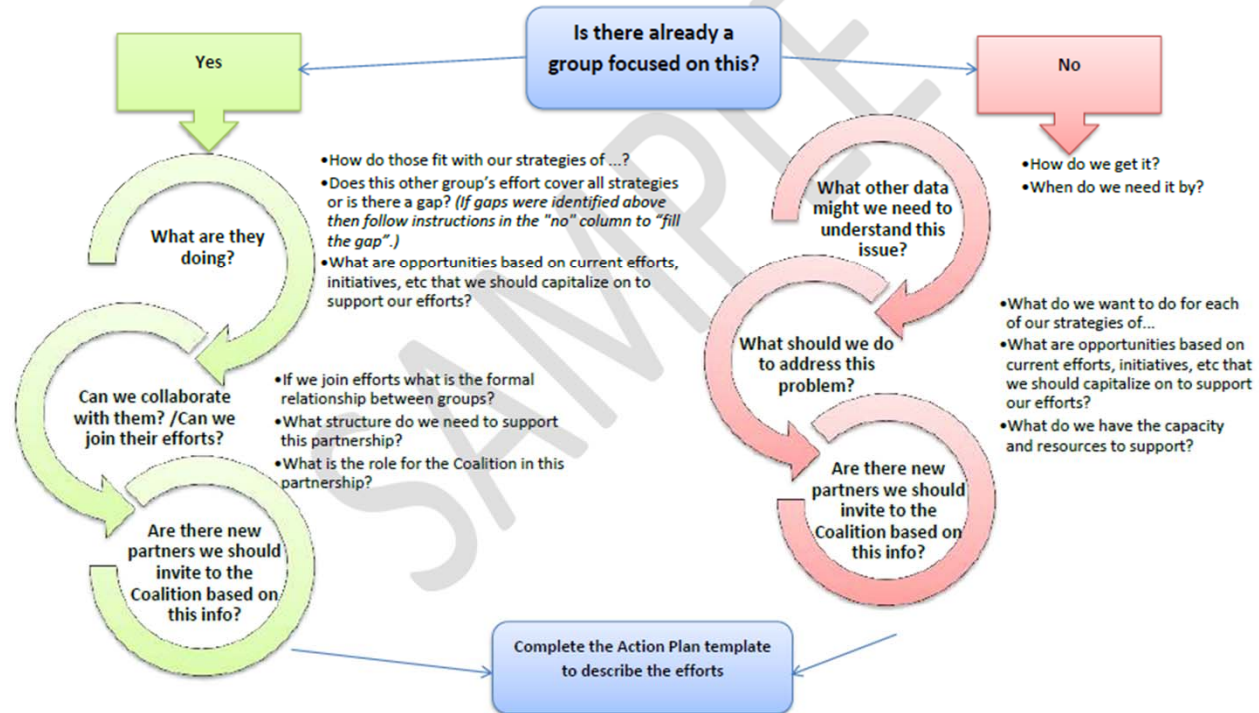 Is there already a
group focused on this?
Yes
No
What are they
doing?
•How do those fit with our strategies of ...?
•Does this other group's effort cover all strategies
or is there a gap? (If gaps were identified above
then follow instructions in the "no" column to “fill
the gap”.)
•What are opportunities based on current efforts,
initiatives, etc that we should capitalize on to
support our efforts?
Can we collaborate
with them? /Can we
join their efforts?
•If we join efforts what is the formal
relationship between groups?
•What structure do we need to support
this partnership?
•What is the role for the Coalition in this
partnership?
Are there new
partners we should
invite to the
Coalition based on
this info?
What other data
might we need to
understand this
issue?
•How do we get it?
•When do we need it by?
What should we do
to address this
problem?
•What do we want to do for each
of our strategies of...
•What are opportunities based on
current efforts, initiatives, etc that
we should capitalize on to support
our efforts?
•What do we have the capacity
and resources to support?
Are there new
partners we should
invite to the
Coalition based on
this info?
Complete the Action Plan template
to describe the efforts
SAMPLE